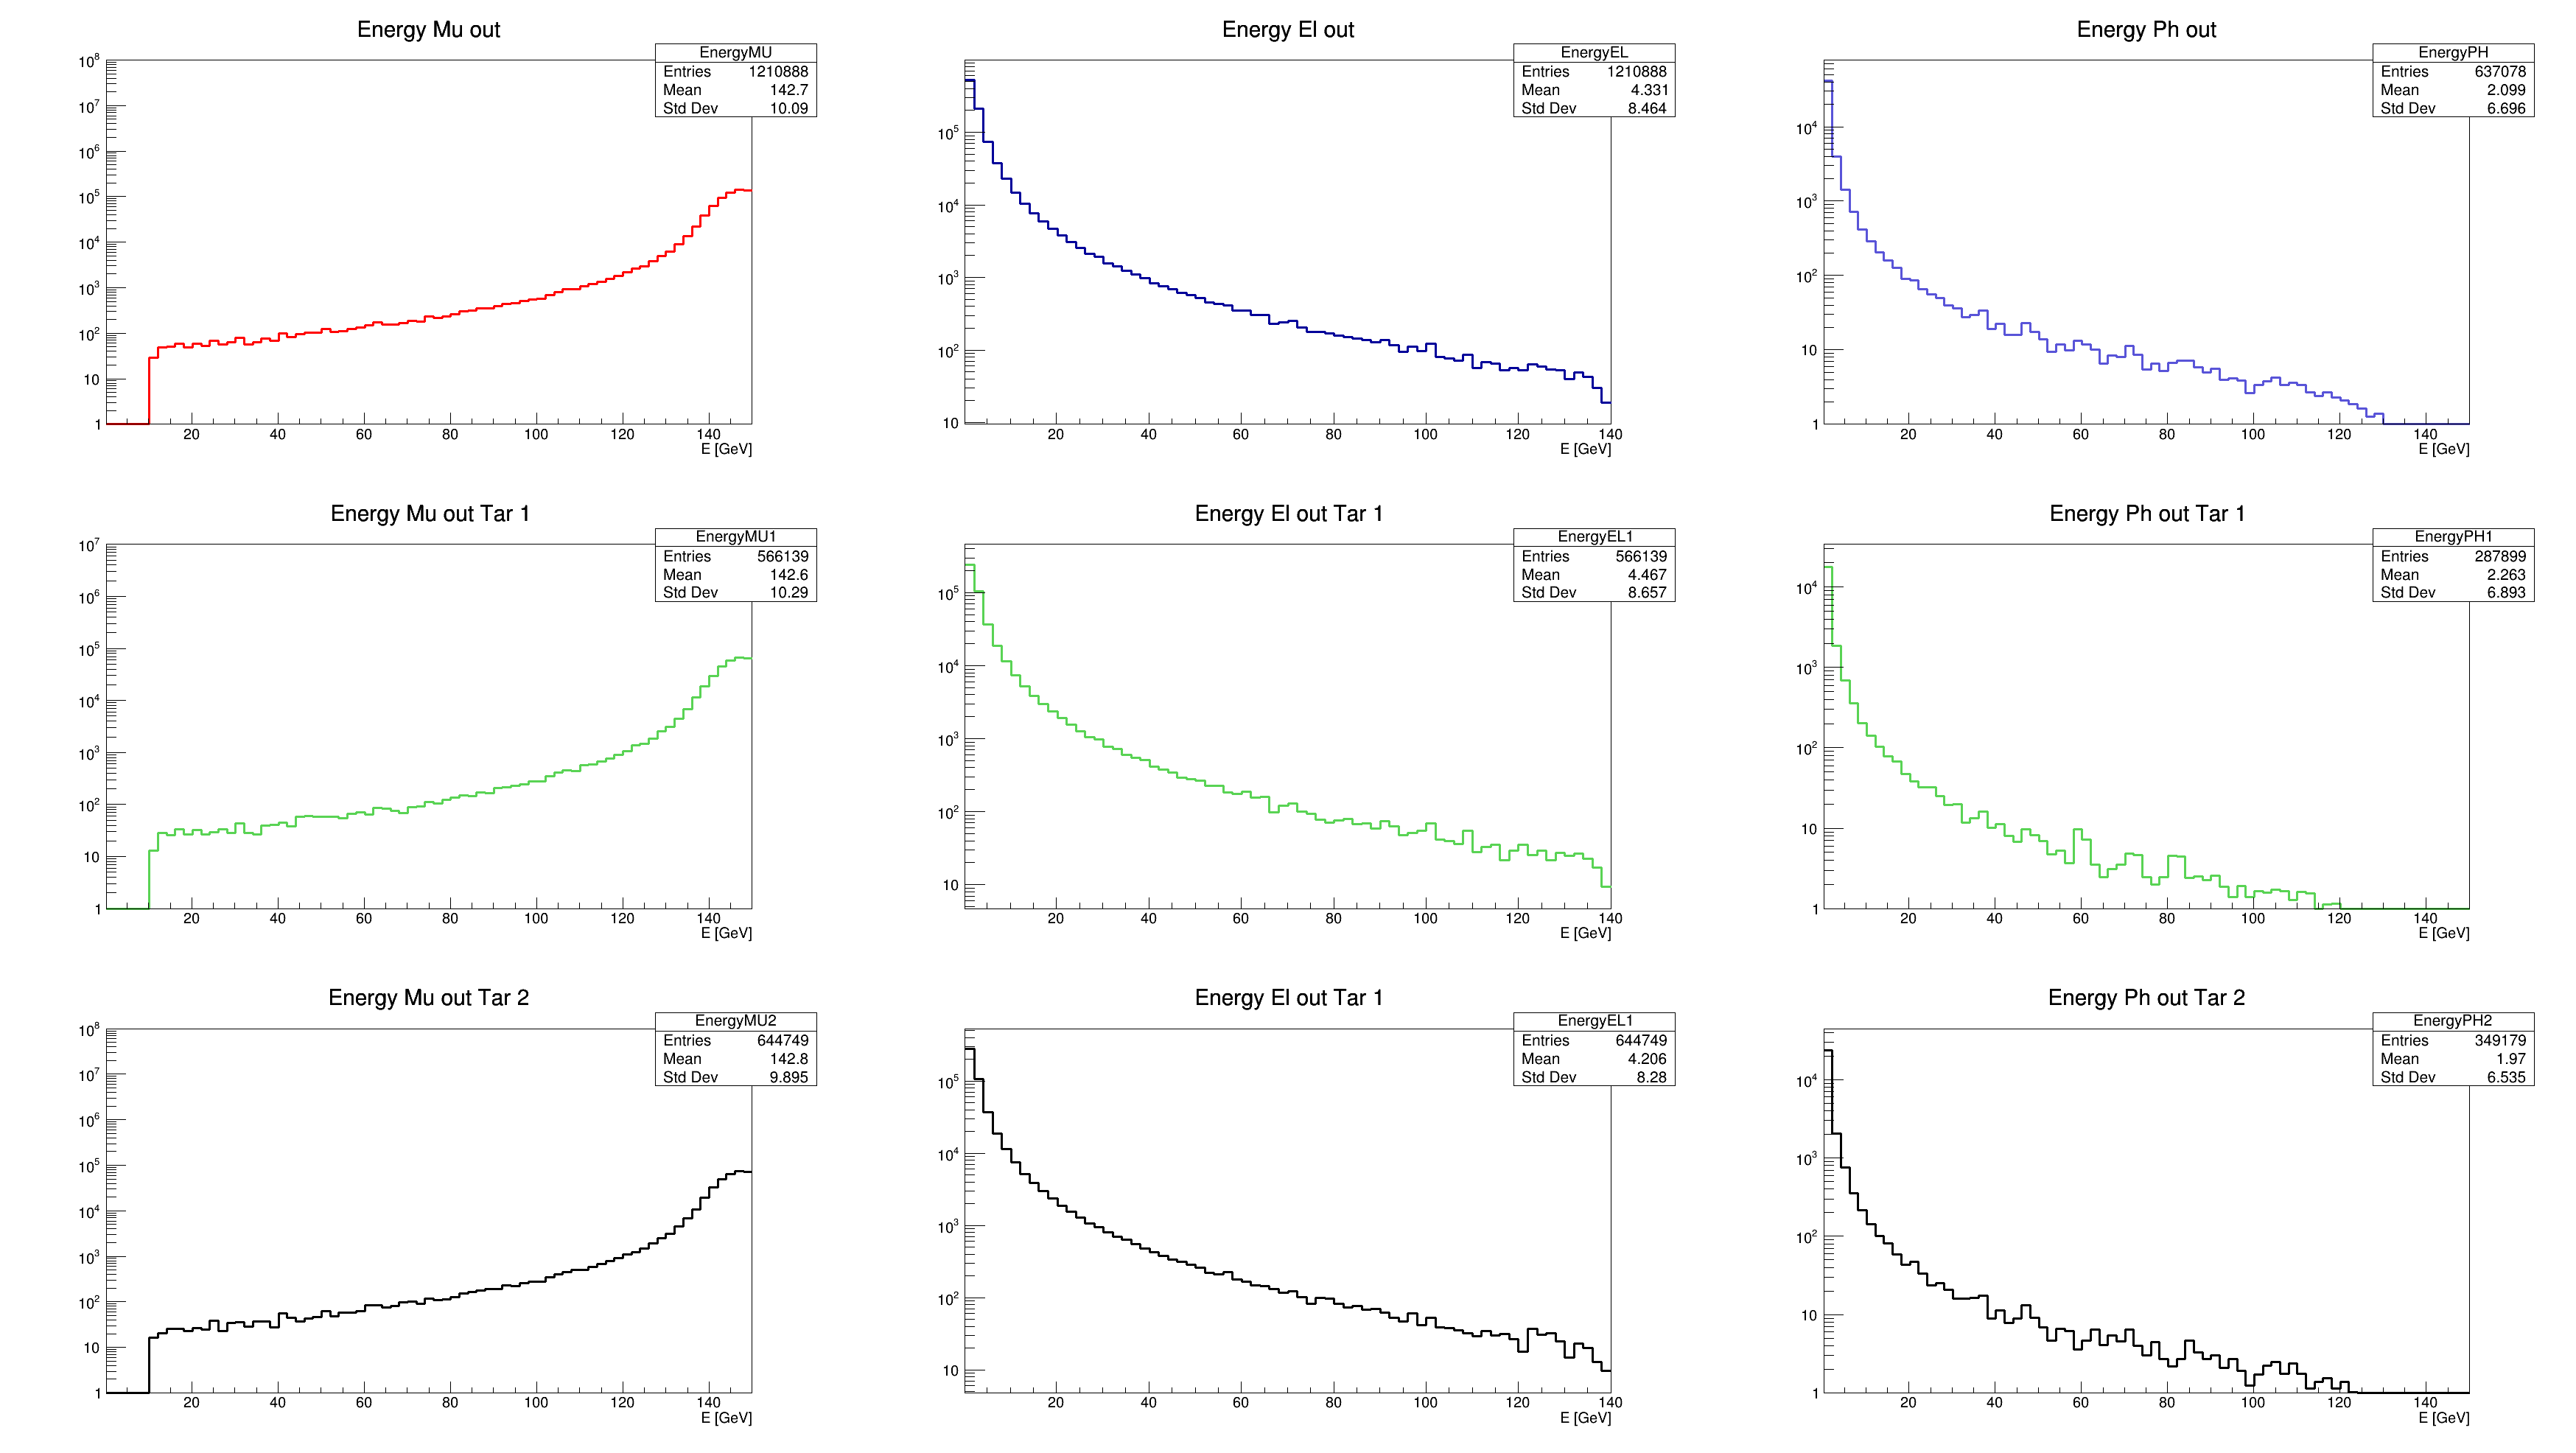 Energy Mu out
EnergyMU
Entries 1210888
Mean 142.7
Std Dev 10.09
10^8
10^7
10^6
10^5
10^4
10^3
10^2
10
1
20 40 60 80 100 120 140
E [GeV]
Energy El out
EnergyEL
Entries 1210888
Mean 4.331
Std Dev 8.464
10^5
10^4
10^3
10^2
10
20 40 60 80 100 120 140
E [GeV]
Energy Ph out
EnergyPH
Entries 637078
Mean 2.099
Std Dev 6.696
10^4
10^3
10^2
10
1
20 40 60 80 100 120 140
E [GeV]
Energy Mu out Tar 1
EnergyMU1
Entries 566139
Mean 142.6
Std Dev 10.29
10^7
10^6
10^5
10^4
10^3
10^2
10
1
20 40 60 80 100 120 140
E [GeV]
Energy El out Tar 1
EnergyEL1
Entries 566139
Mean 4.467
Std Dev 8.657
10^5
10^4
10^3
10^2
10
20 40 60 80 100 120 140
E [GeV]
Energy Ph out Tar 1
EnergyPH1
Entries 287899
Mean 2.263
Std Dev 6.893
10^4
10^3
10^2
10
1
20 40 60 80 100 120 140
E [GeV]
Energy Mu out Tar 2
EnergyMU2
Entries 644749
Mean 142.8
Std Dev 9.895
10^8
10^7
10^6
10^5
10^4
10^3
10^2
10
1
20 40 60 80 100 120 140
E [GeV]
Energy El out Tar 1
EnergyEL1
Entries 644749
Mean 4.206
Std Dev 8.28
10^5
10^4
10^3
10^2
10
20 40 60 80 100 120 140
E [GeV]
Energy Ph out Tar 2
EnergyPH2
Entries 349179
Mean 1.97
Std Dev 6.535
10^4
10^3
10^2
10
1
20 40 60 80 100 120 140
E [GeV]